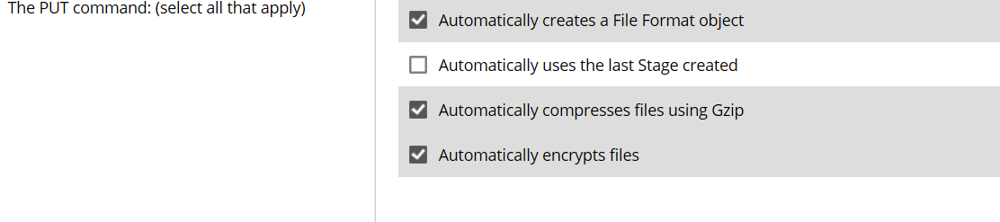 The PUT command: (select all that apply)
Automatically creates a File Format object
Automatically uses the last Stage created
Automatically compresses files using Gzip
Automatically encrypts files